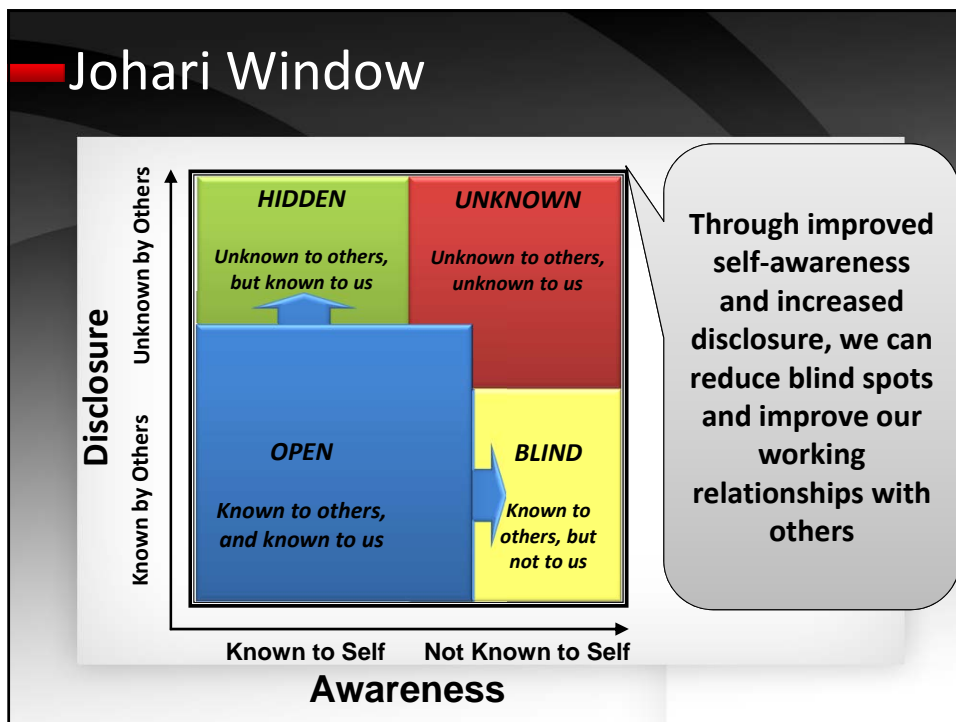 Johari Window
Disclosure
Unknown by Others
Known by Others
HIDDEN
Unknown to others,
but known to us
UNKNOWN
Unknown to others,
unknown to us
OPEN
Known to others,
and known to us
BLIND
Known to
others, but
not to us
Known to Self
Not Known to Self
Awareness
Through improved
self-awareness
and increased
disclosure, we can
reduce blind spots
and improve our
working
relationships with
others